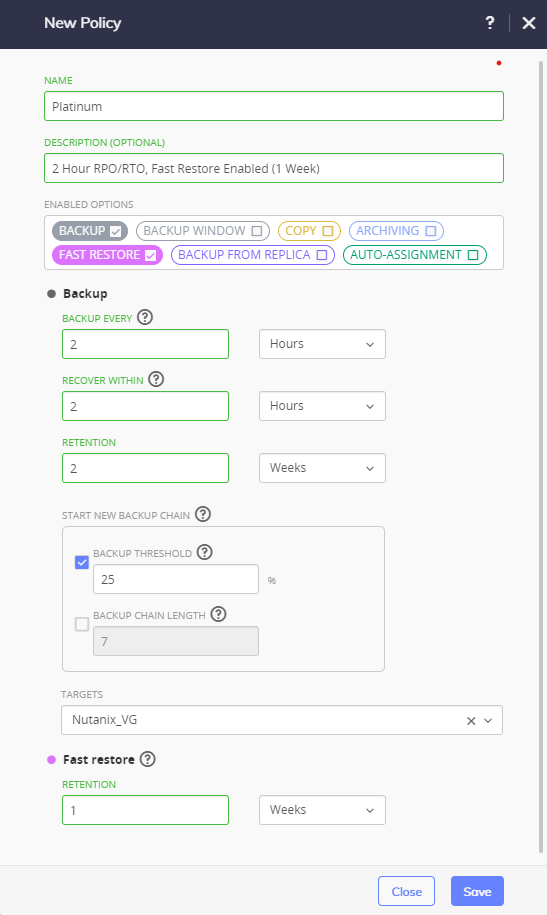 New Policy ? ✕
NAME
Platinum
DESCRIPTION (OPTIONAL)
2 Hour RPO/RTO, Fast Restore Enabled (1 Week)
ENABLED OPTIONS
BACKUP BACKUP WINDOW COPY ARCHIVING
FAST RESTORE BACKUP FROM REPLICA AUTO-ASSIGNMENT
Backup
BACKUP EVERY ?
2 Hours
RECOVER WITHIN ?
2 Hours
RETENTION
2 Weeks
START NEW BACKUP CHAIN ?
BACKUP THRESHOLD ?
25 %
BACKUP CHAIN LENGTH ?
7
TARGETS
Nutanix_VG ✕
Fast restore ?
RETENTION
1 Weeks
Close Save